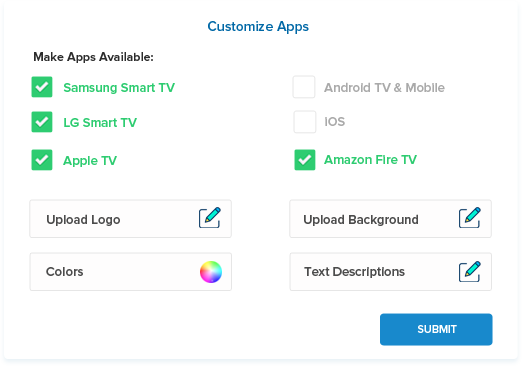 Customize Apps
Make Apps Available:
Samsung Smart TV
Android TV & Mobile
LG Smart TV
IOS
Apple TV
Amazon Fire TV
Upload Logo
Upload Background
Colors
Text Descriptions
SUBMIT